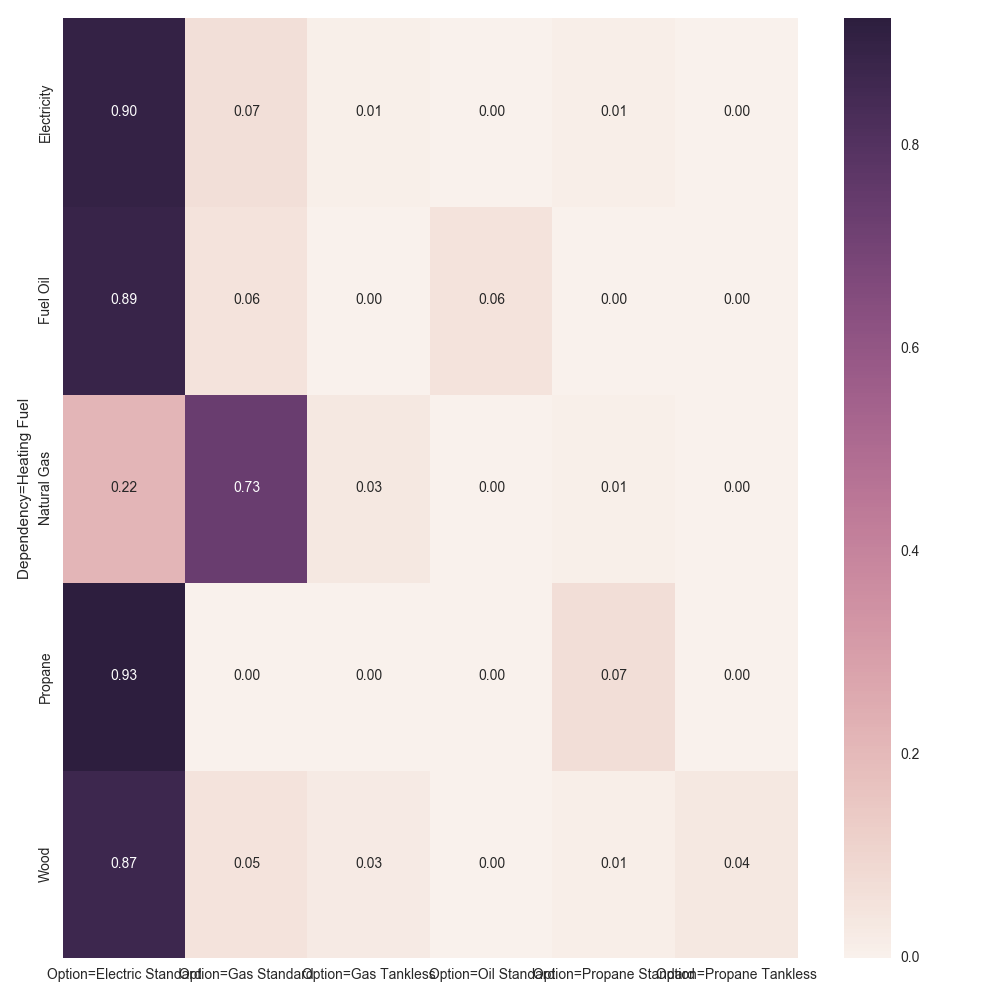 Dependency=Heating Fuel
Electricity
0.90 0.07 0.01 0.00 0.01 0.00
Fuel Oil
0.89 0.06 0.00 0.06 0.00 0.00
Natural Gas
0.22 0.73 0.03 0.00 0.01 0.00
Propane
0.93 0.00 0.00 0.00 0.07 0.00
Wood
0.87 0.05 0.03 0.00 0.01 0.04
Option=Electric Standard Option=Gas Standard Option=Gas Tankless Option=Oil Standard Option=Propane Standard Option=Propane Tankless
0.8
0.6
0.4
0.2
0.0